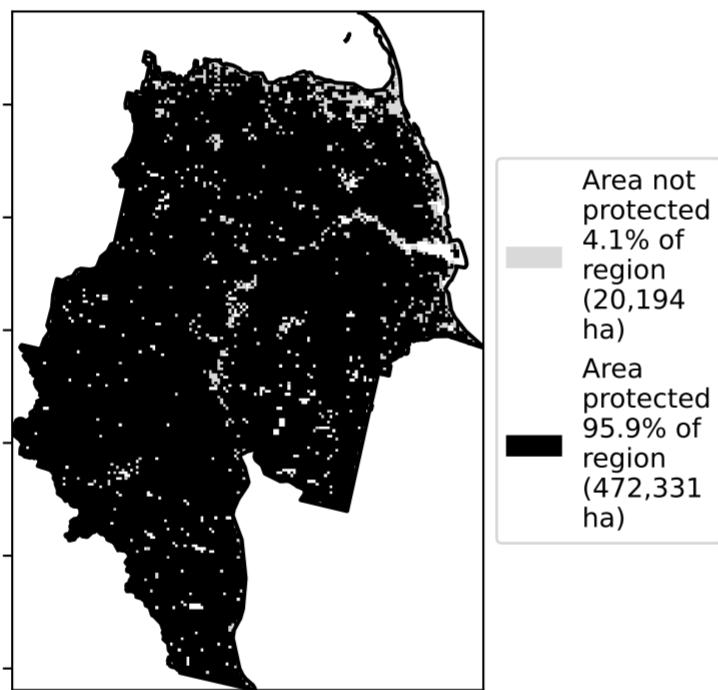 Area not
protected
4.1% of
region
(20,194
ha)
Area
protected
95.9% of
region
(472,331
ha)